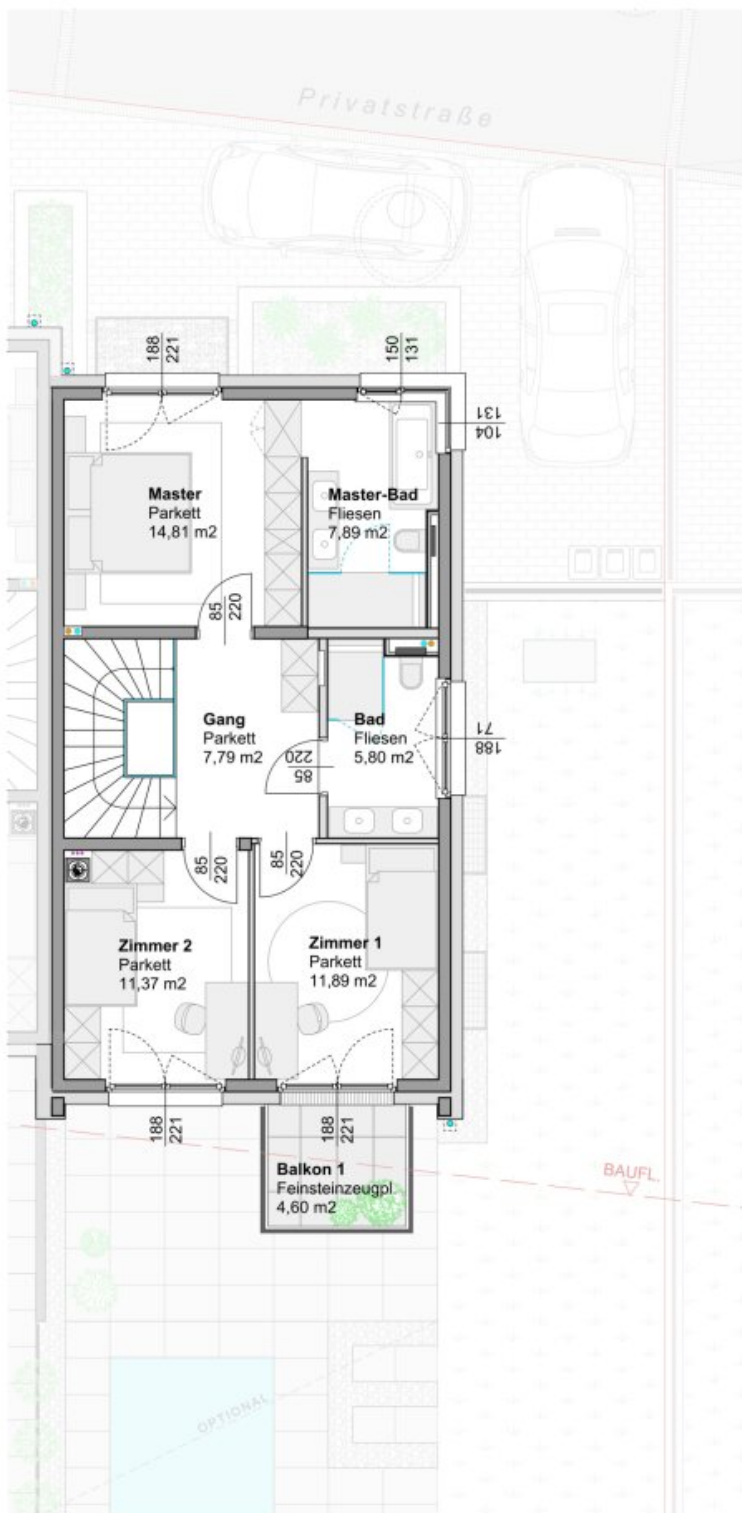 Privatstraße
188
221
150
131
131
104
Master
Parkett
14,81 m2
Master-Bad
Fliesen
7,89 m2
85
220
Gang
Parkett
7,79 m2
Bad
Fliesen
5,80 m2
85
220
71
188
85
220
85
220
Zimmer 2
Parkett
11,37 m2
Zimmer 1
Parkett
11,89 m2
188
221
188
221
Balkon 1
Feinsteinzeugpl.
4,60 m2
BAUFL.
OPTIONAL